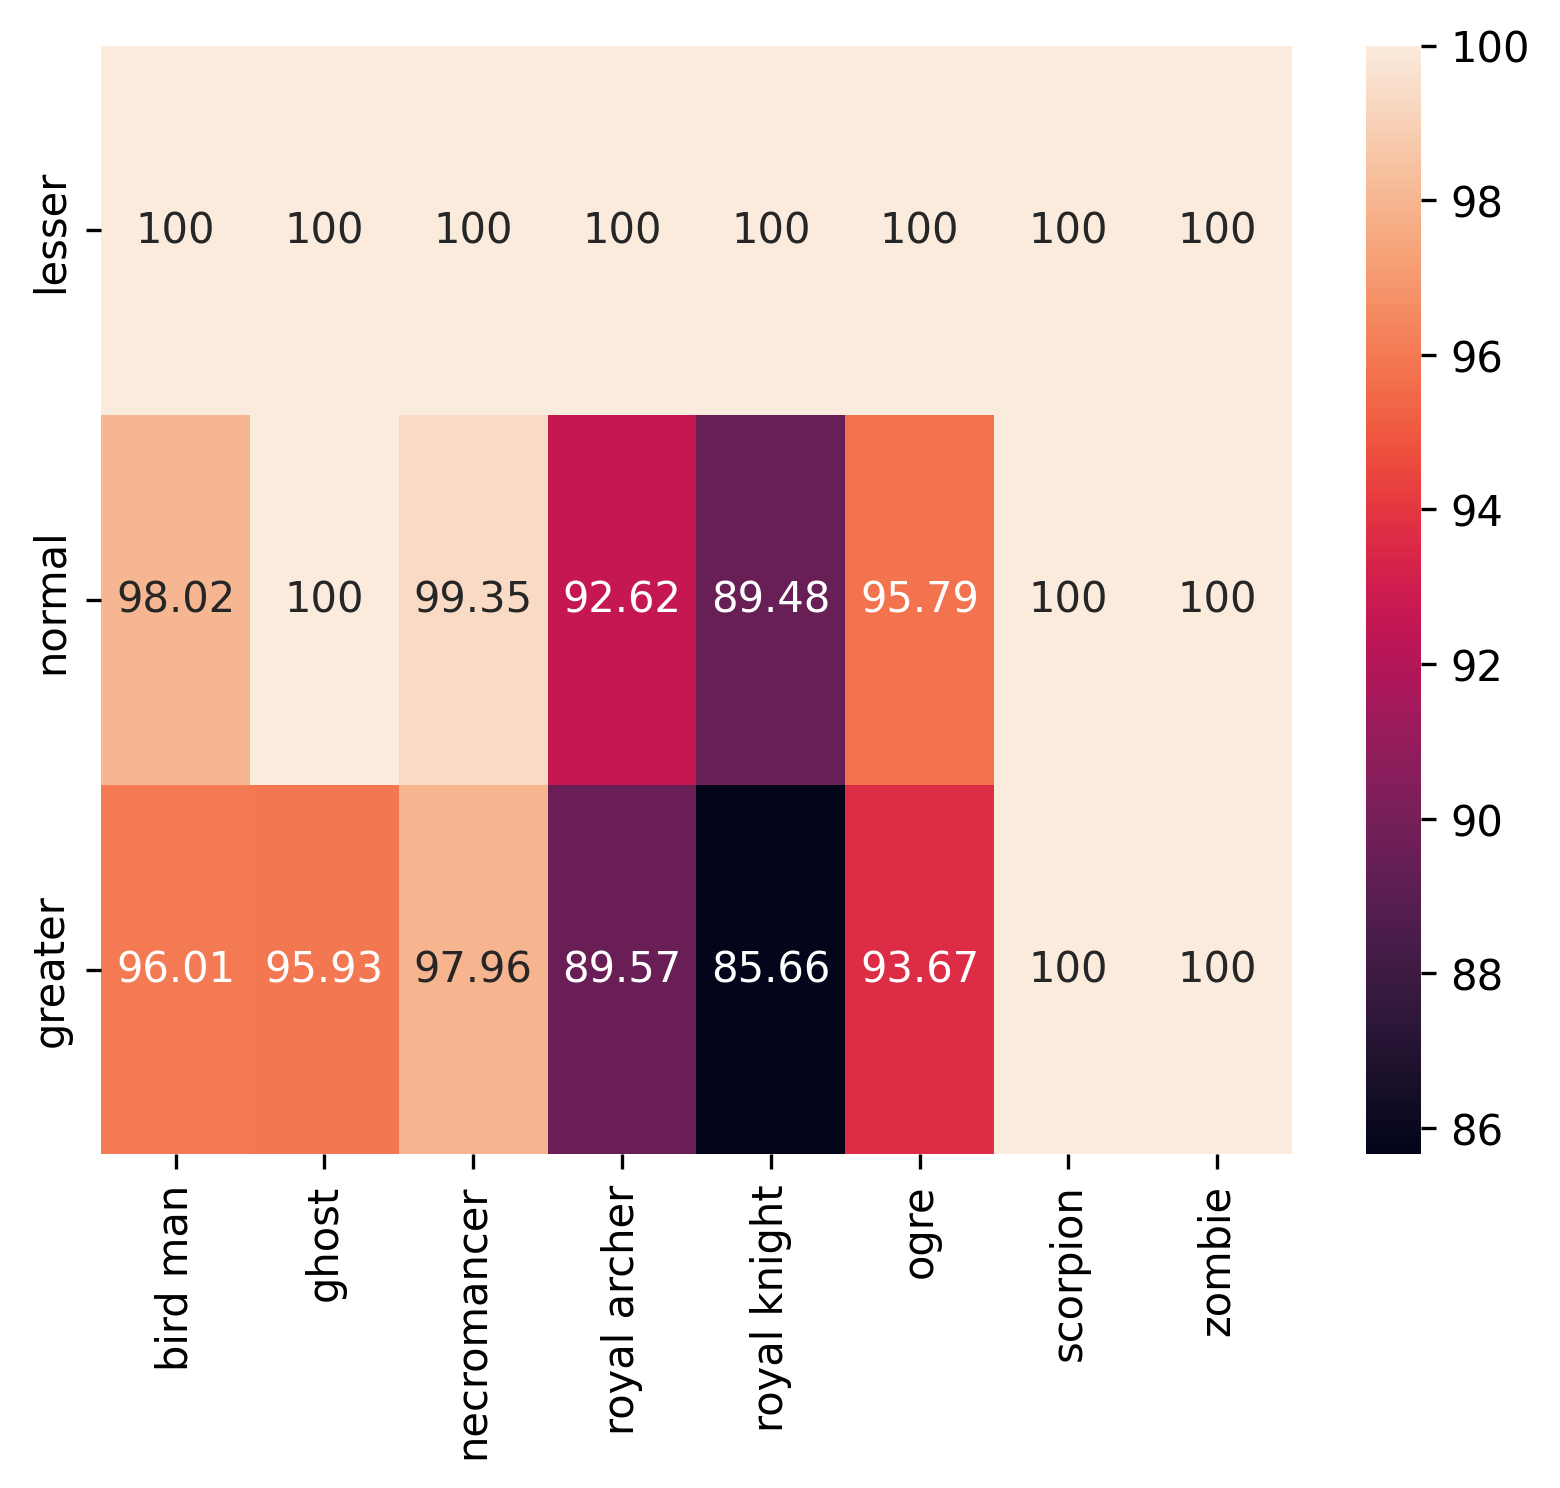 lesser 100 100 100 100 100 100 100 100
normal 98.02 100 99.35 92.62 89.48 95.79 100 100
greater 96.01 95.93 97.96 89.57 85.66 93.67 100 100
bird man
ghost
necromancer
royal archer
royal knight
ogre
scorpion
zombie
100
98
96
94
92
90
88
86